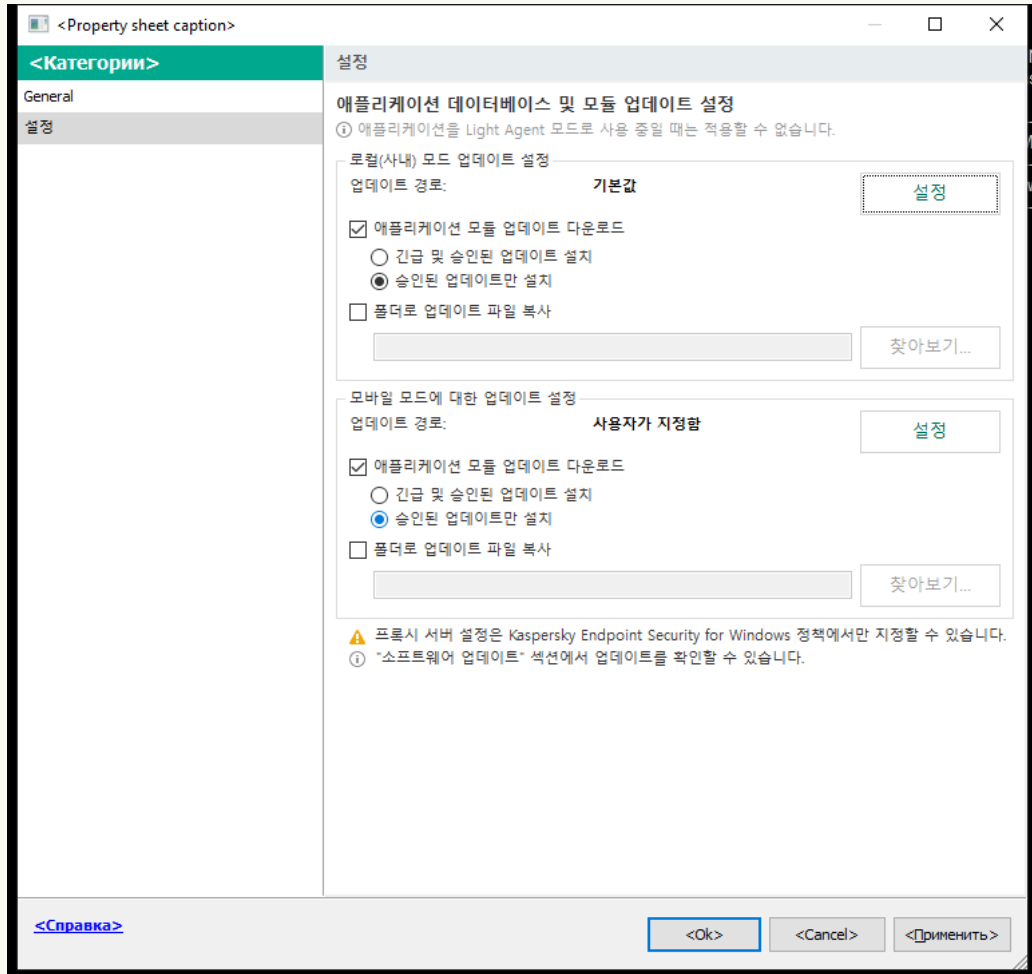 <Property sheet caption>
<Категории>
General
설정
설정
애플리케이션 데이터베이스 및 모듈 업데이트 설정
애플리케이션을 Light Agent 모드로 사용 중일 때는 적용할 수 없습니다.
로컬(사내) 모드 업데이트 설정
업데이트 경로: 기본값 설정
애플리케이션 모듈 업데이트 다운로드
긴급 및 승인된 업데이트 설치
승인된 업데이트만 설치
폴더로 업데이트 파일 복사
찾아보기...
모바일 모드에 대한 업데이트 설정
업데이트 경로: 사용자가 지정함 설정
애플리케이션 모듈 업데이트 다운로드
긴급 및 승인된 업데이트 설치
승인된 업데이트만 설치
폴더로 업데이트 파일 복사
찾아보기...
프록시 서버 설정은 Kaspersky Endpoint Security for Windows 정책에서만 지정할 수 있습니다.
"소프트웨어 업데이트" 섹션에서 업데이트를 확인할 수 있습니다.
<Справка>
<Ok> <Cancel> <Применить>